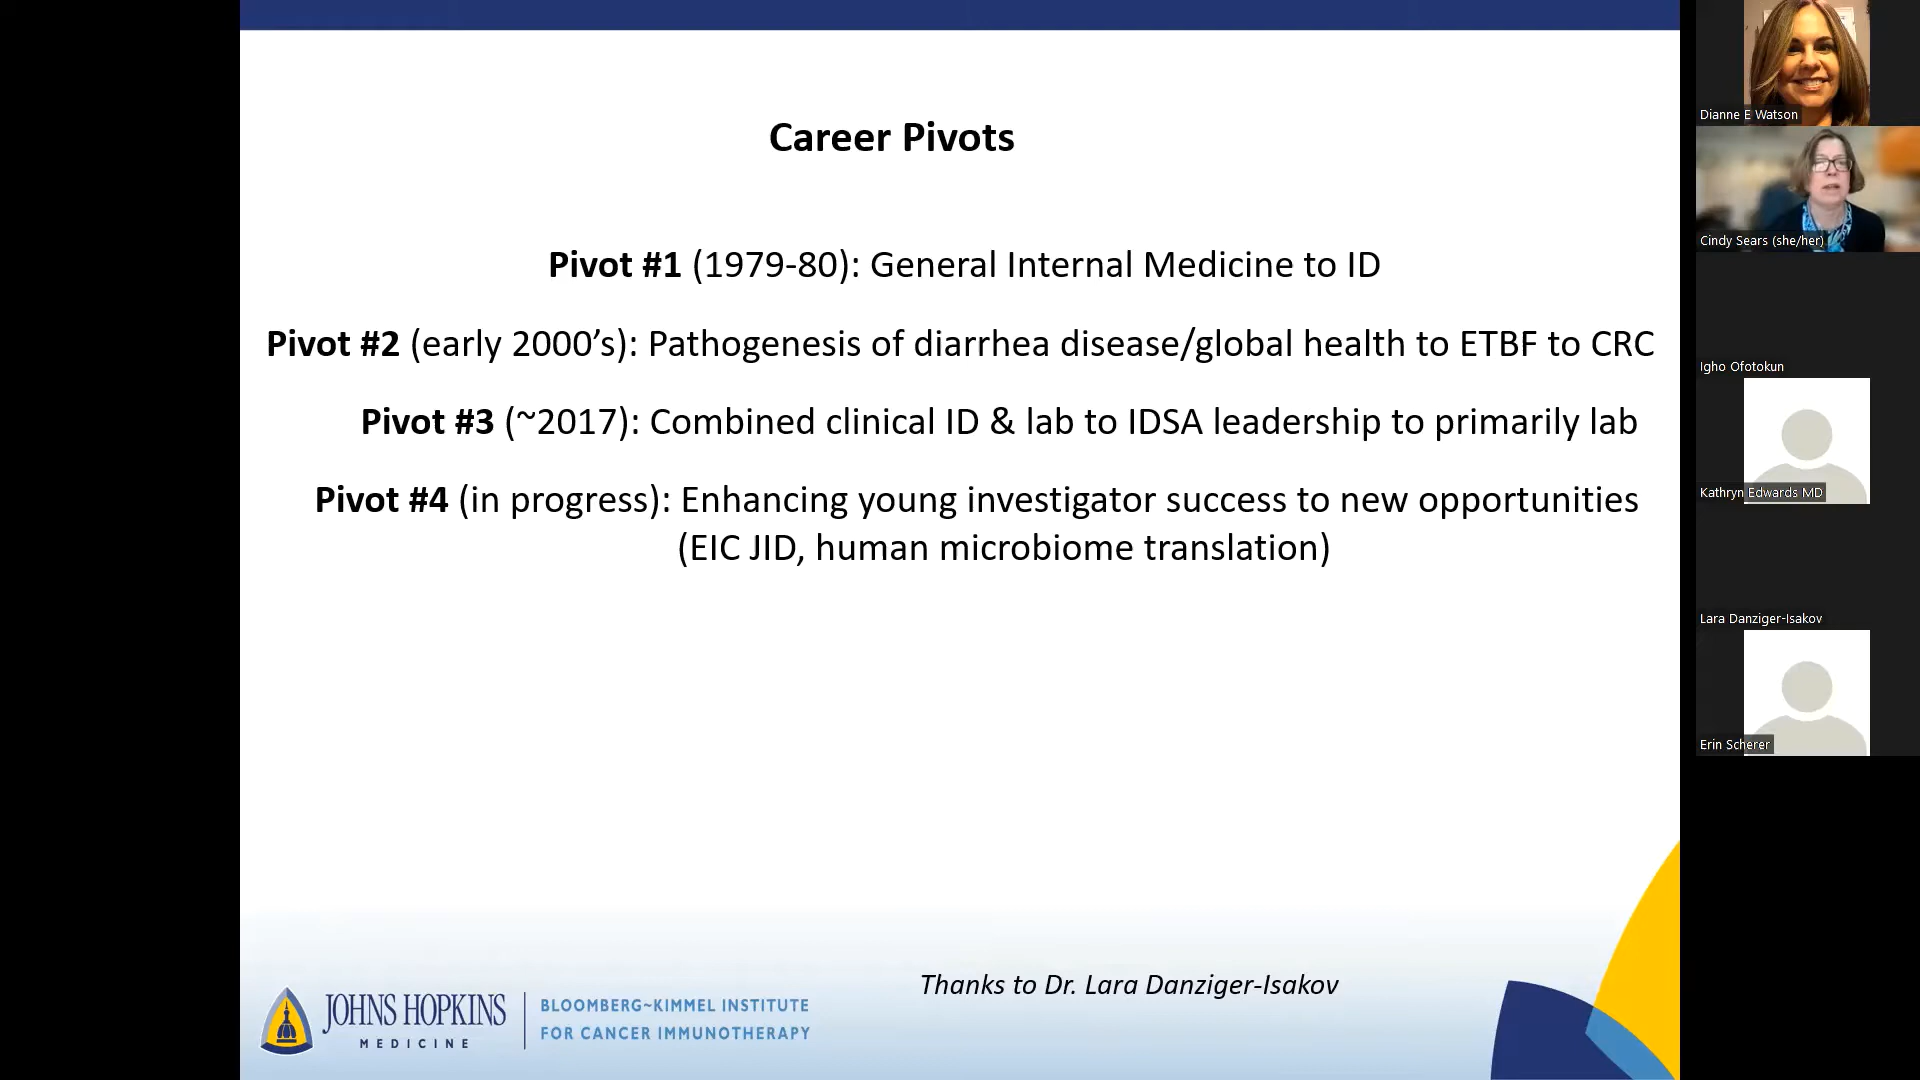 Career Pivots
Pivot #1 (1979-80): General Internal Medicine to ID
Pivot #2 (early 2000’s): Pathogenesis of diarrhea disease/global health to ETBF to CRC
Pivot #3 (~2017): Combined clinical ID & lab to IDSA leadership to primarily lab
Pivot #4 (in progress): Enhancing young investigator success to new opportunities
(EIC JID, human microbiome translation)
Thanks to Dr. Lara Danziger-Isakov
JOHNS HOPKINS
MEDICINE
BLOOMBERG~KIMMEL INSTITUTE
FOR CANCER IMMUNOTHERAPY
Dianne E Watson
Cindy Sears (she/her)
Igho Ofotokun
Kathryn Edwards MD
Lara Danziger-Isakov
Erin Scherer